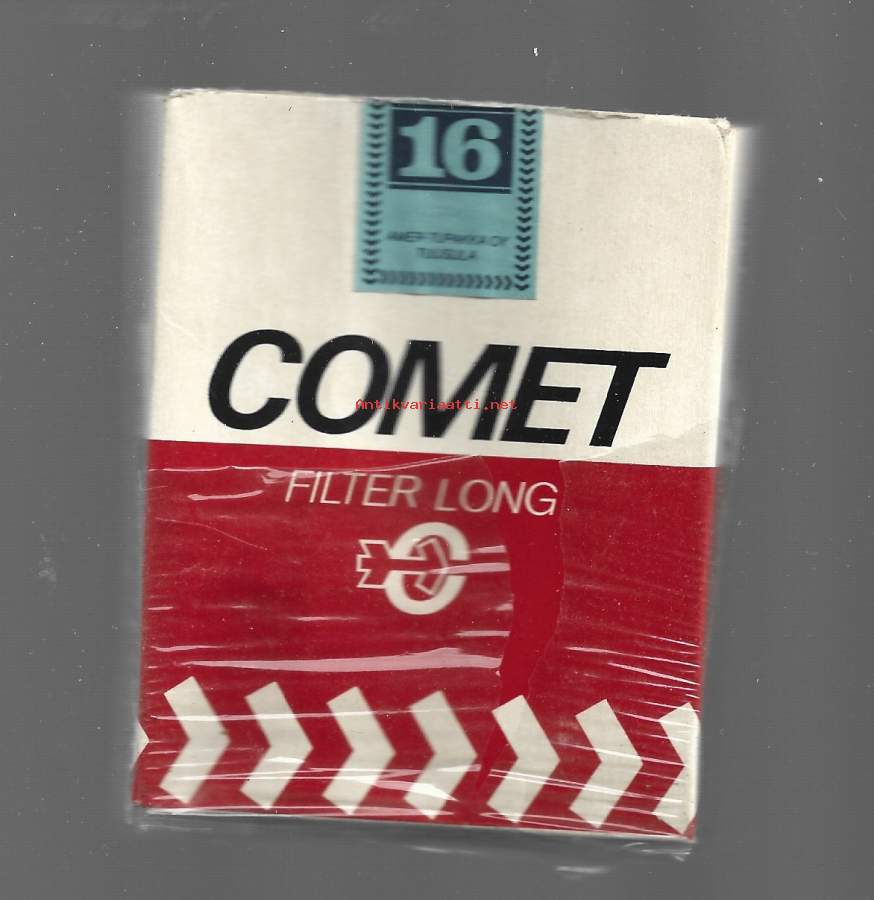 16
AMER-TUPAKKA OY
TUUSULA
COMET
Antikvariaatti.net
FILTER LONG